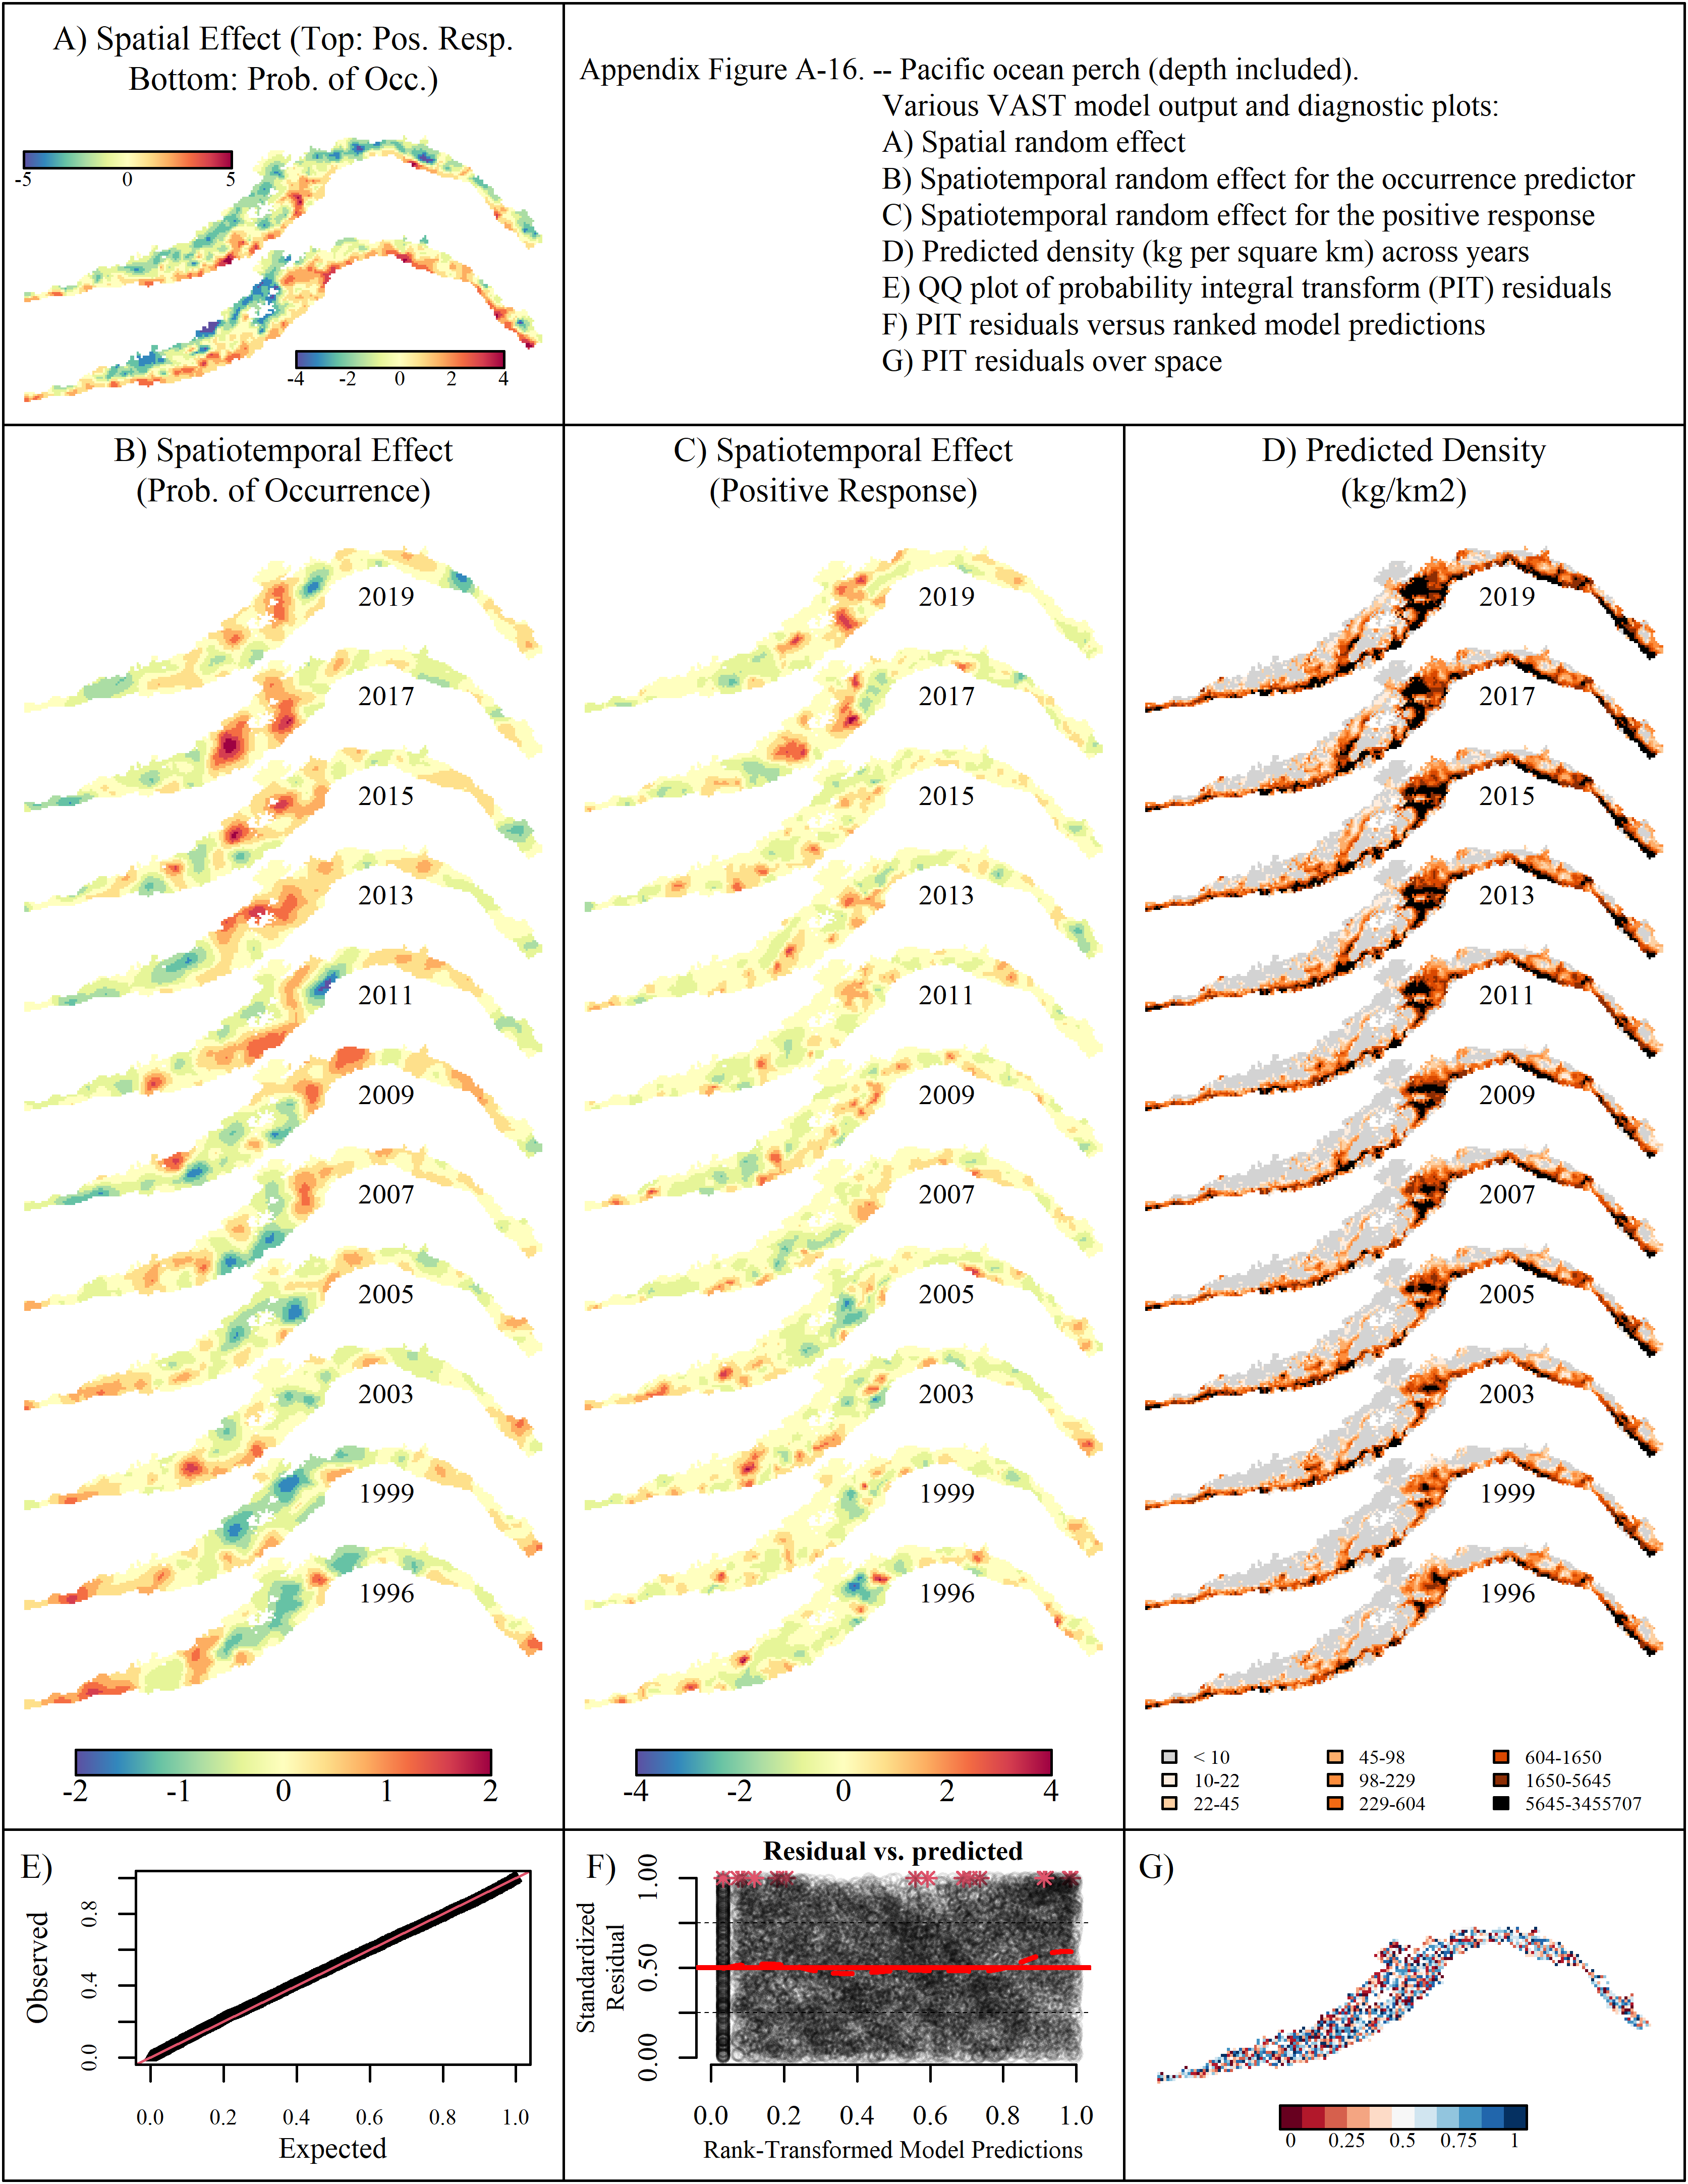 A) Spatial Effect (Top: Pos. Resp.
Bottom: Prob. of Occ.)
-5 0 5
-4 -2 0 2 4
Appendix Figure A-16. -- Pacific ocean perch (depth included).
Various VAST model output and diagnostic plots:
A) Spatial random effect
B) Spatiotemporal random effect for the occurrence predictor
C) Spatiotemporal random effect for the positive response
D) Predicted density (kg per square km) across years
E) QQ plot of probability integral transform (PIT) residuals
F) PIT residuals versus ranked model predictions
G) PIT residuals over space
B) Spatiotemporal Effect
(Prob. of Occurrence)
2019
2017
2015
2013
2011
2009
2007
2005
2003
1999
1996
-2 -1 0 1 2
C) Spatiotemporal Effect
(Positive Response)
2019
2017
2015
2013
2011
2009
2007
2005
2003
1999
1996
-4 -2 0 2 4
D) Predicted Density
(kg/km2)
2019
2017
2015
2013
2011
2009
2007
2005
2003
1999
1996
< 10 45-98 604-1650
10-22 98-229 1650-5645
22-45 229-604 5645-3455707
E)
Observed
0.8
0.4
0.0
0.0 0.2 0.4 0.6 0.8 1.0
Expected
F)
Residual vs. predicted
Standardized
Residual
1.00
0.50
0.00
0.0 0.2 0.4 0.6 0.8 1.0
Rank-Transformed Model Predictions
G)
0 0.25 0.5 0.75 1